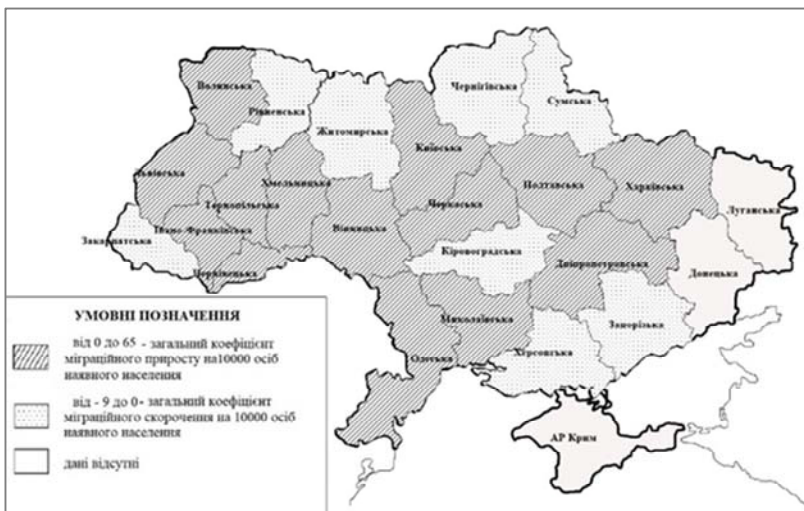 Волинська
Рівненська
Житомирська
Чернігівська
Сумська
Київська
Львівська
Тернопільська
Хмельницька
Вінницька
Черкаська
Полтавська
Харківська
Луганська
Закарпатська
Івано-Франківська
Чернівецька
Кіровоградська
Дніпропетровська
Донецька
Миколаївська
Запорізька
Одеська
Херсонська
АР Крим
УМОВНІ ПОЗНАЧЕННЯ
від 0 до 65 - загальний коефіцієнт
міграційного приросту на10000 осіб
наявного населення
від - 9 до 0- загальний коефіцієнт
міграційного скорочення на 10000 осіб
наявного населення
дані відсутні